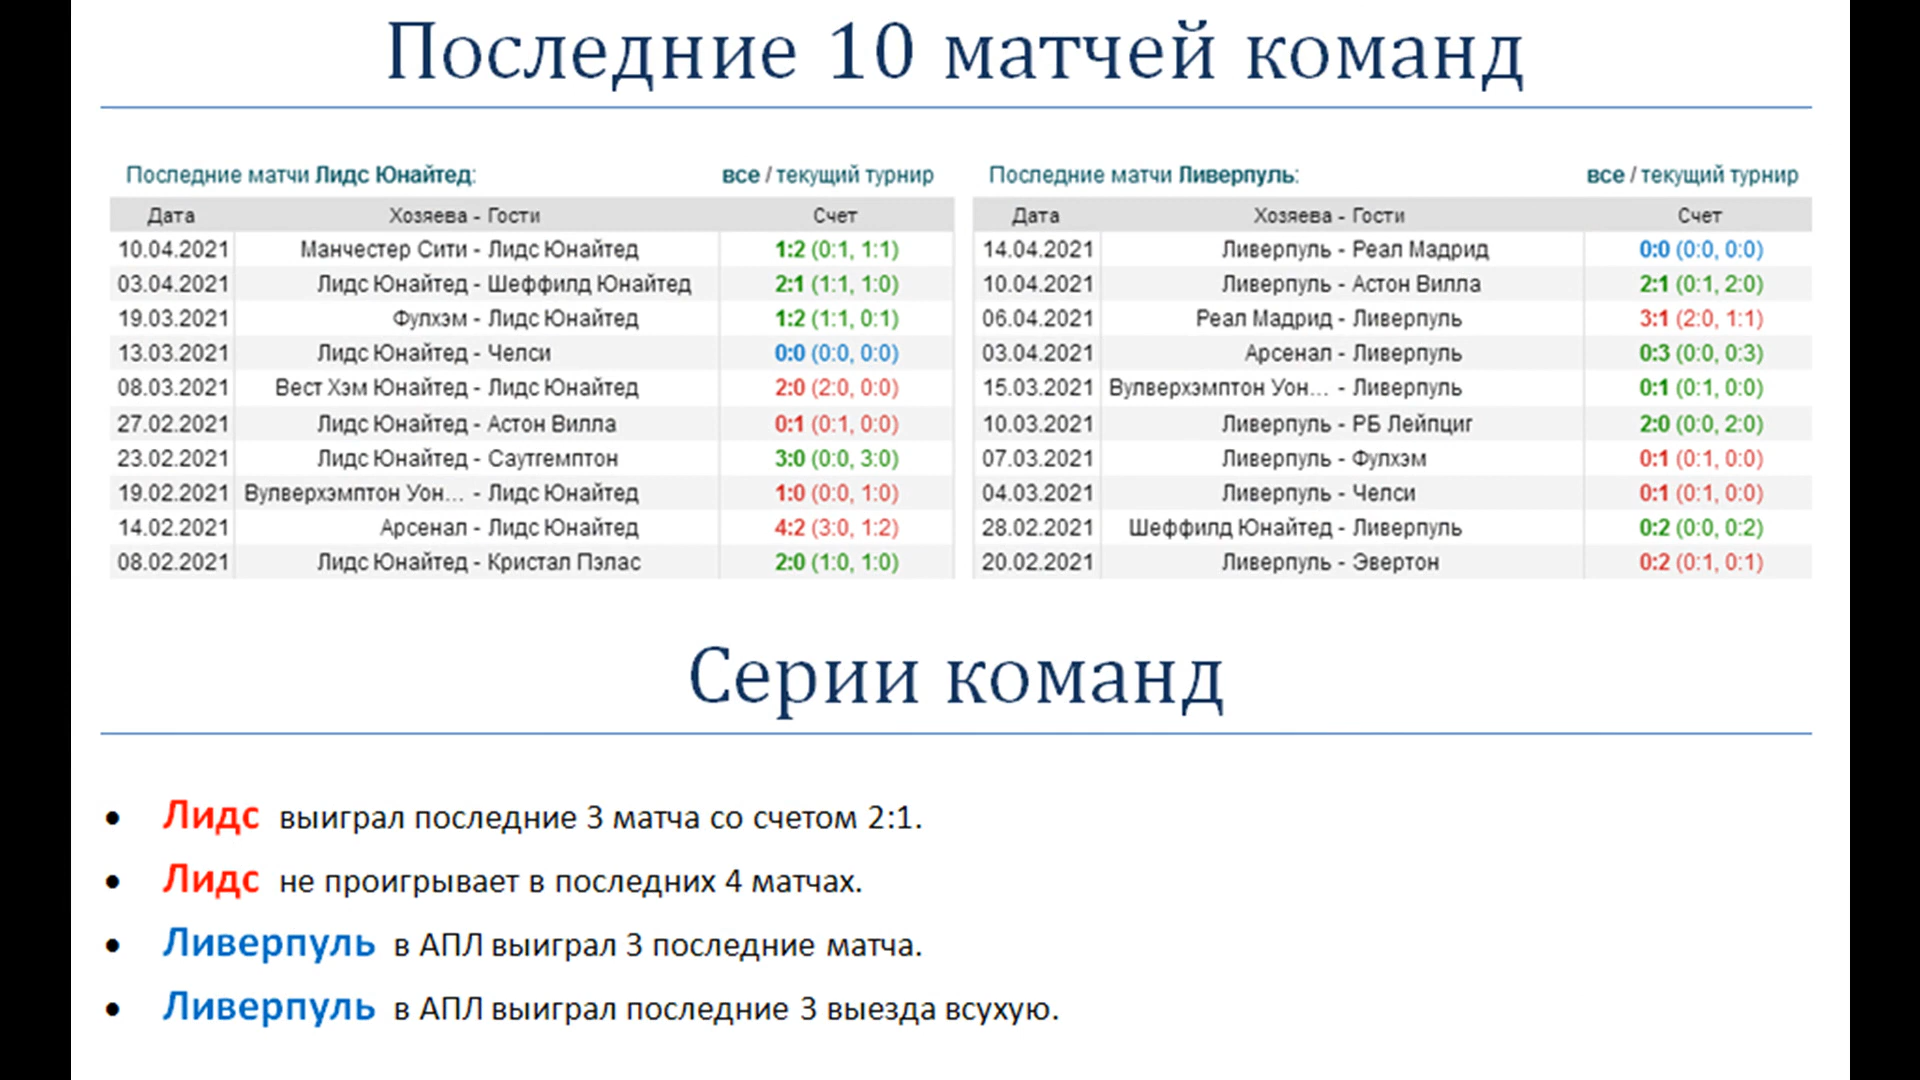 Последние 10 матчей команд
Последние матчи Лидс Юнайтед: все / текущий турнир
Дата Хозяева - Гости Счет
10.04.2021 Манчестер Сити - Лидс Юнайтед 1:2 (0:1, 1:1)
03.04.2021 Лидс Юнайтед - Шеффилд Юнайтед 2:1 (1:1, 1:0)
19.03.2021 Фулхэм - Лидс Юнайтед 1:2 (1:1, 0:1)
13.03.2021 Лидс Юнайтед - Челси 0:0 (0:0, 0:0)
08.03.2021 Вест Хэм Юнайтед - Лидс Юнайтед 2:0 (2:0, 0:0)
27.02.2021 Лидс Юнайтед - Астон Вилла 0:1 (0:1, 0:0)
23.02.2021 Лидс Юнайтед - Саутгемптон 3:0 (0:0, 3:0)
19.02.2021 Вулверхэмптон Уон... - Лидс Юнайтед 1:0 (0:0, 1:0)
14.02.2021 Арсенал - Лидс Юнайтед 4:2 (3:0, 1:2)
08.02.2021 Лидс Юнайтед - Кристал Пэлас 2:0 (1:0, 1:0)
Последние матчи Ливерпуль: все / текущий турнир
Дата Хозяева - Гости Счет
14.04.2021 Ливерпуль - Реал Мадрид 0:0 (0:0, 0:0)
10.04.2021 Ливерпуль - Астон Вилла 2:1 (0:1, 2:0)
06.04.2021 Реал Мадрид - Ливерпуль 3:1 (2:0, 1:1)
03.04.2021 Арсенал - Ливерпуль 0:3 (0:0, 0:3)
15.03.2021 Вулверхэмптон Уон... - Ливерпуль 0:1 (0:1, 0:0)
10.03.2021 Ливерпуль - РБ Лейпциг 2:0 (0:0, 2:0)
07.03.2021 Ливерпуль - Фулхэм 0:1 (0:1, 0:0)
04.03.2021 Ливерпуль - Челси 0:1 (0:1, 0:0)
28.02.2021 Шеффилд Юнайтед - Ливерпуль 0:2 (0:0, 0:2)
20.02.2021 Ливерпуль - Эвертон 0:2 (0:1, 0:1)
Серии команд
• Лидс выиграл последние 3 матча со счетом 2:1.
• Лидс не проигрывает в последних 4 матчах.
• Ливерпуль в АПЛ выиграл 3 последние матча.
• Ливерпуль в АПЛ выиграл последние 3 выезда всухую.